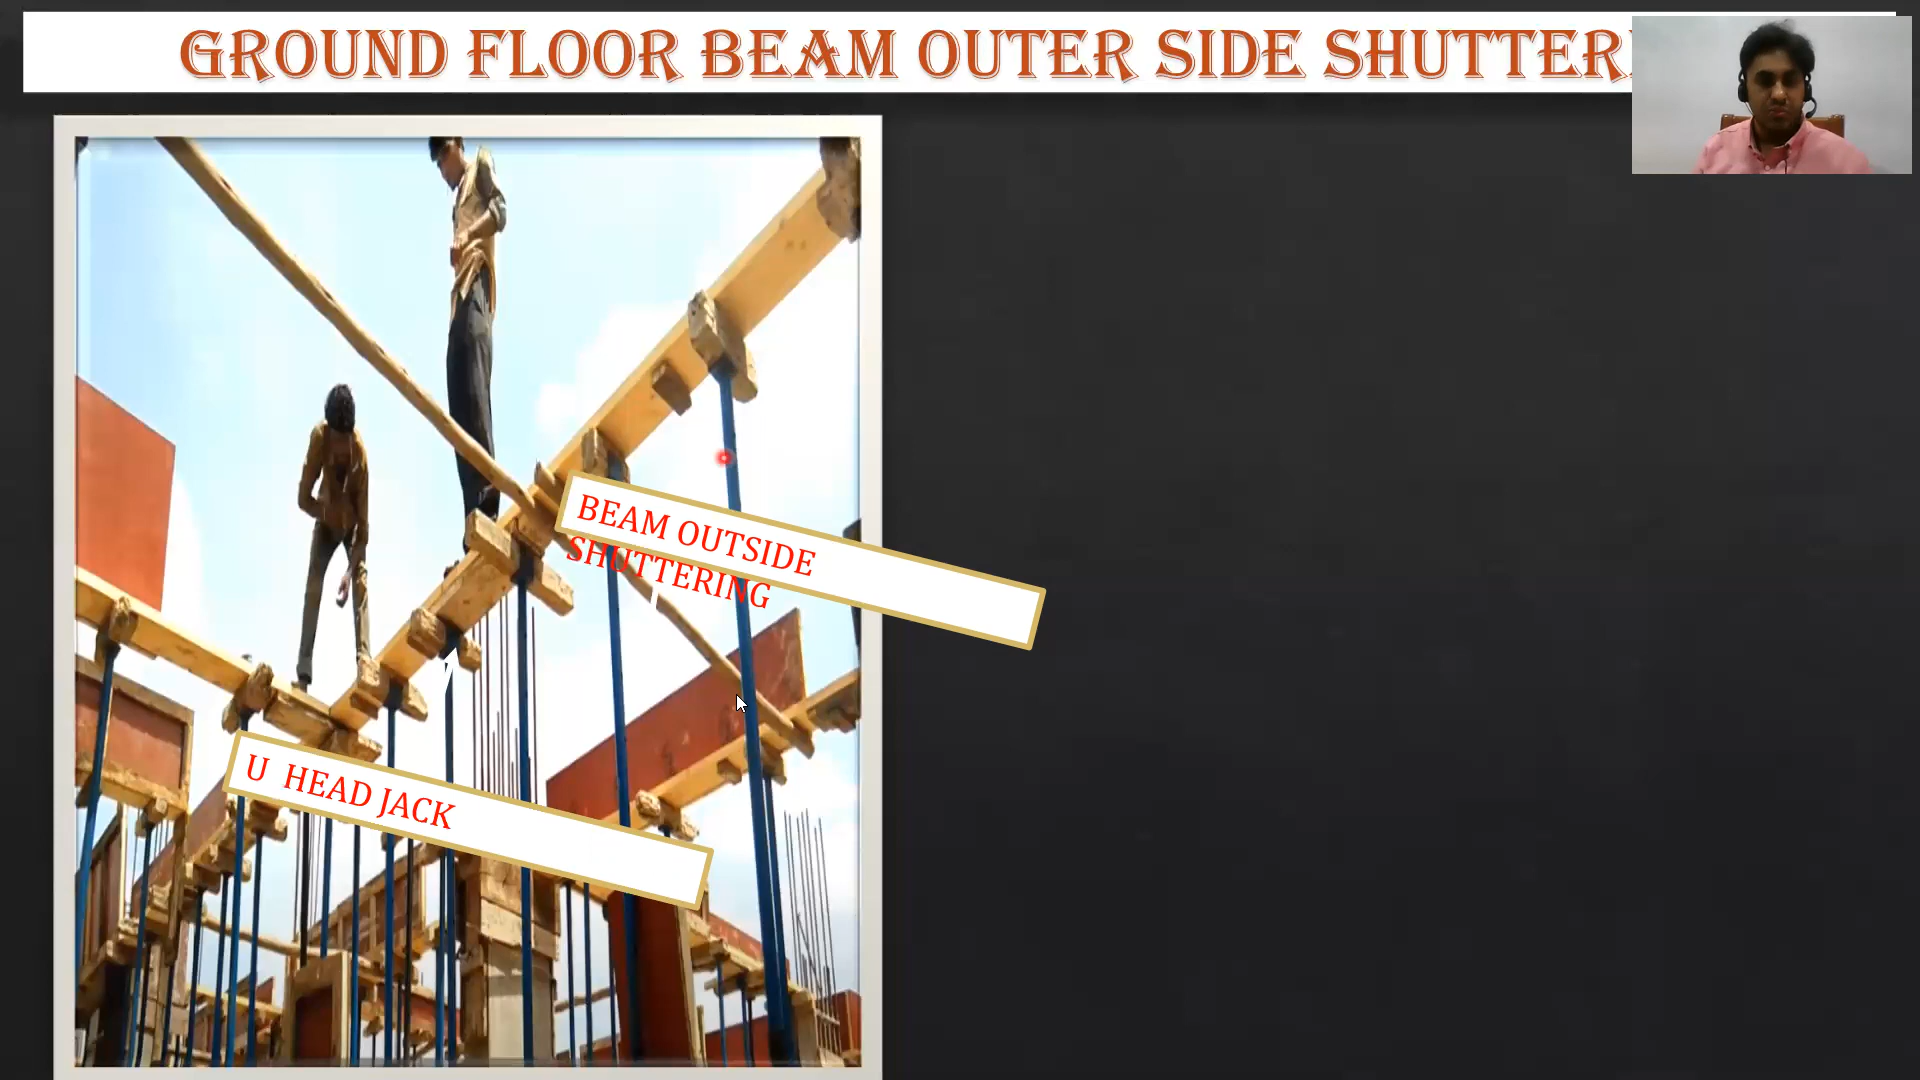 GROUND FLOOR BEAM OUTER SIDE SHUTTER
BEAM OUTSIDE
SHUTTERING
U HEAD JACK